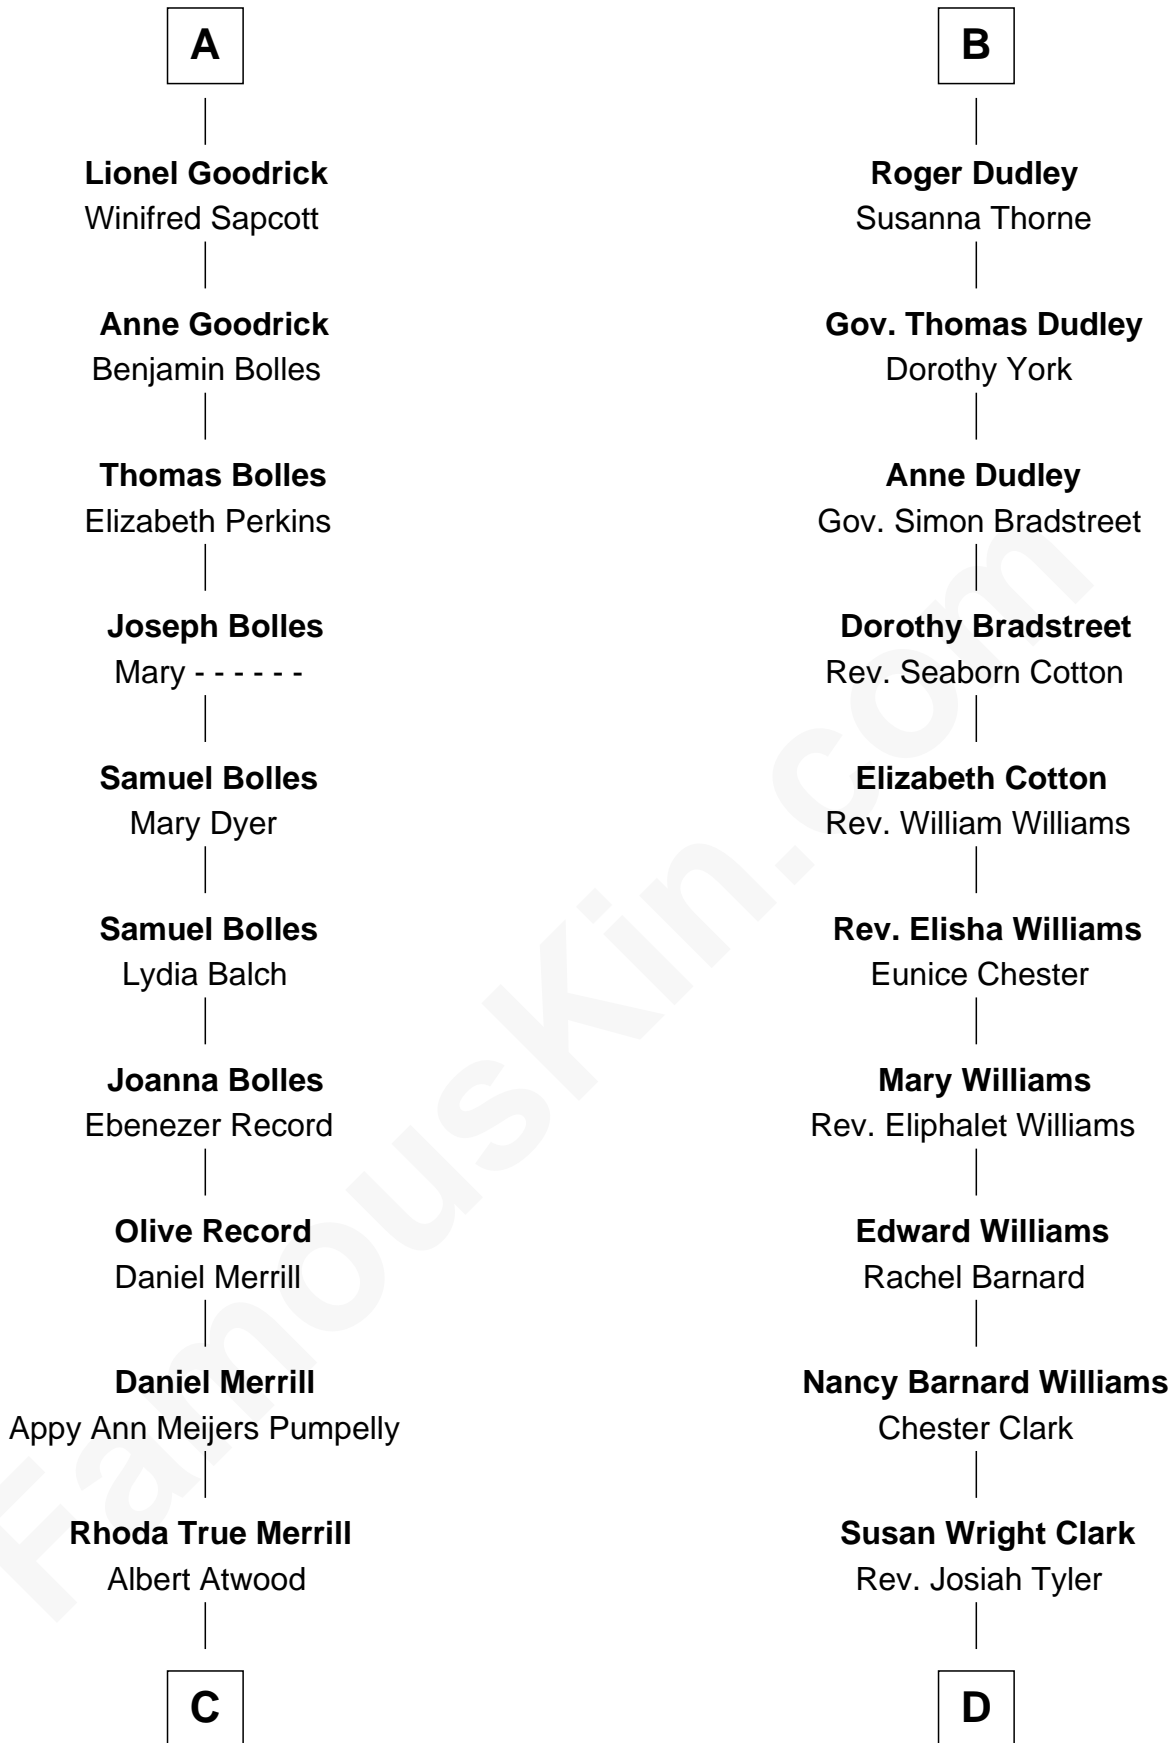 A
Lionel Goodrick
Winifred Sapcott
Anne Goodrick
Benjamin Bolles
Thomas Bolles
Elizabeth Perkins
Joseph Bolles
Mary - - - - - -
Samuel Bolles
Mary Dyer
Samuel Bolles
Lydia Balch
Joanna Bolles
Ebenezer Record
Olive Record
Daniel Merrill
Daniel Merrill
Appy Ann Meijers Pumpelly
Rhoda True Merrill
Albert Atwood
C
B
Roger Dudley
Susanna Thorne
Gov. Thomas Dudley
Dorothy York
Anne Dudley
Gov. Simon Bradstreet
Dorothy Bradstreet
Rev. Seaborn Cotton
Elizabeth Cotton
Rev. William Williams
Rev. Elisha Williams
Eunice Chester
Mary Williams
Rev. Eliphalet Williams
Edward Williams
Rachel Barnard
Nancy Barnard Williams
Chester Clark
Susan Wright Clark
Rev. Josiah Tyler
D
FamousKin.com